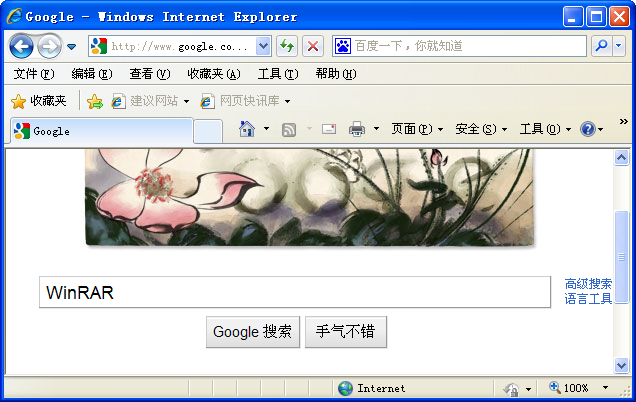 Google - Windows Internet Explorer
http://www.google.co...
百度一下，你就知道
文件(F) 编辑(E) 查看(V) 收藏夹(A) 工具(T) 帮助(H)
收藏夹 建议网站 网页快讯库
Google 页面(P) 安全(S) 工具(O) »
WinRAR
高级搜索
语言工具
Google 搜索 手气不错
Internet 100%